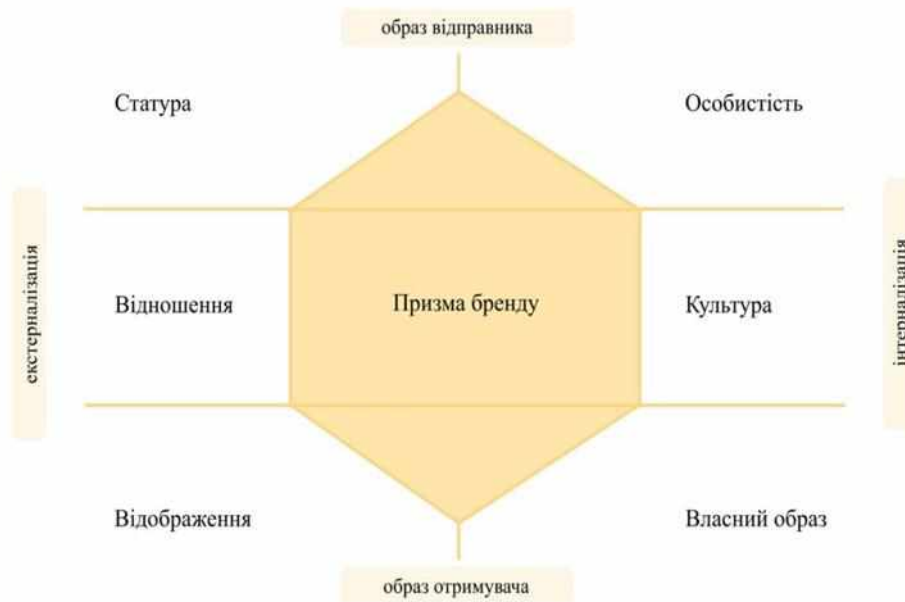 образ відправника
Статура
Особистість
екстерналізація
Відношення
Призма бренду
Культура
інтерналізація
Відображення
Власний образ
образ отримувача